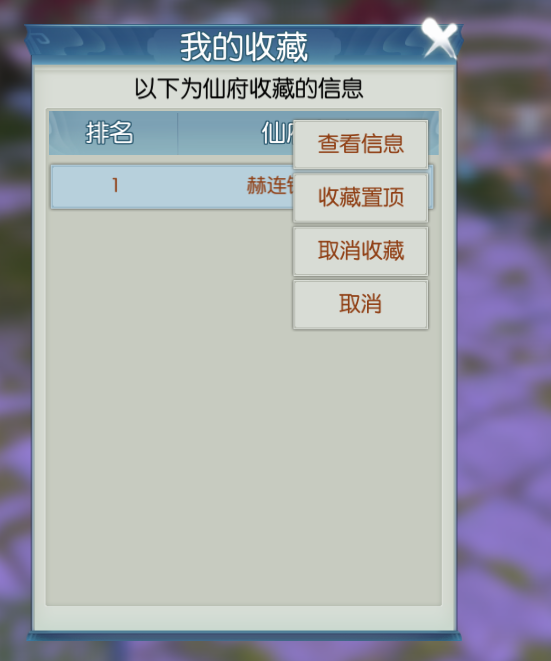 我的收藏
以下为仙府收藏的信息
排名 仙府
1 赫连
查看信息
收藏置顶
取消收藏
取消